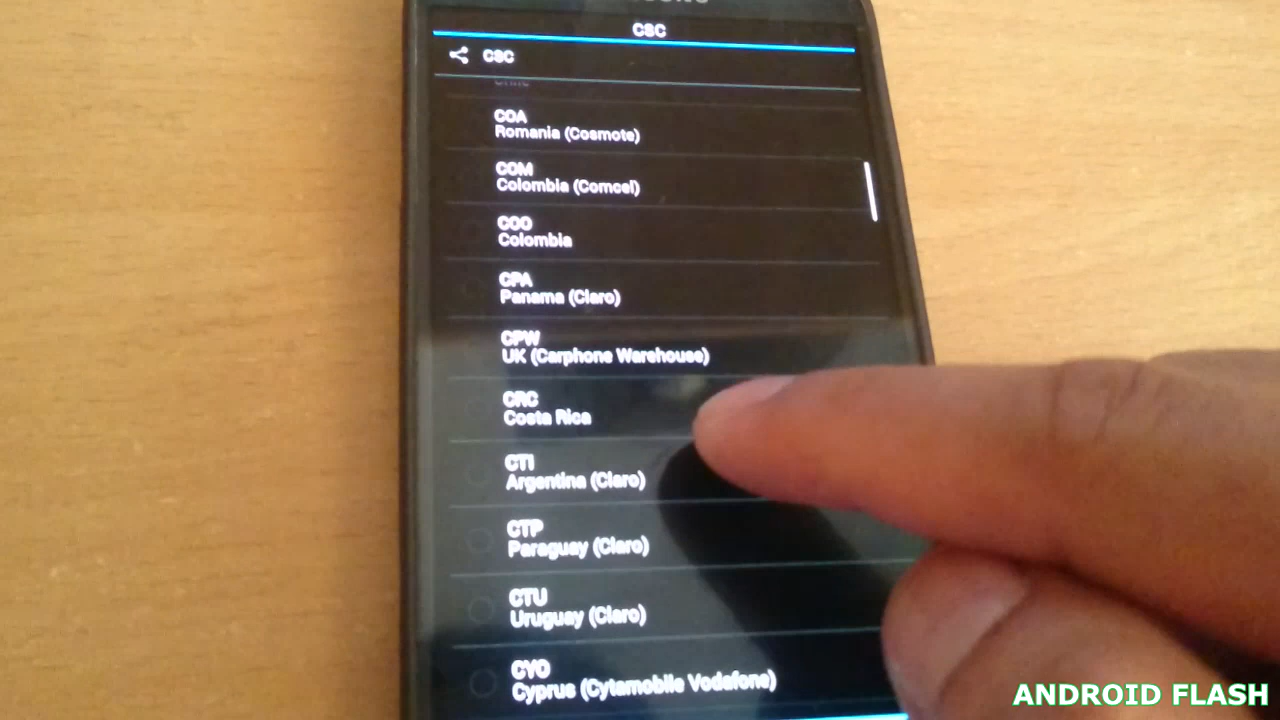 CSC
CSC
COA
Romania (Cosmote)
COM
Colombia (Comcel)
COO
Colombia
CPA
Panama (Claro)
CPW
UK (Carphone Warehouse)
CRC
Costa Rica
CTI
Argentina (Claro)
CTP
Paraguay (Claro)
CTU
Uruguay (Claro)
CYO
Cyprus (Cytamobile Vodafone)
ANDROID FLASH